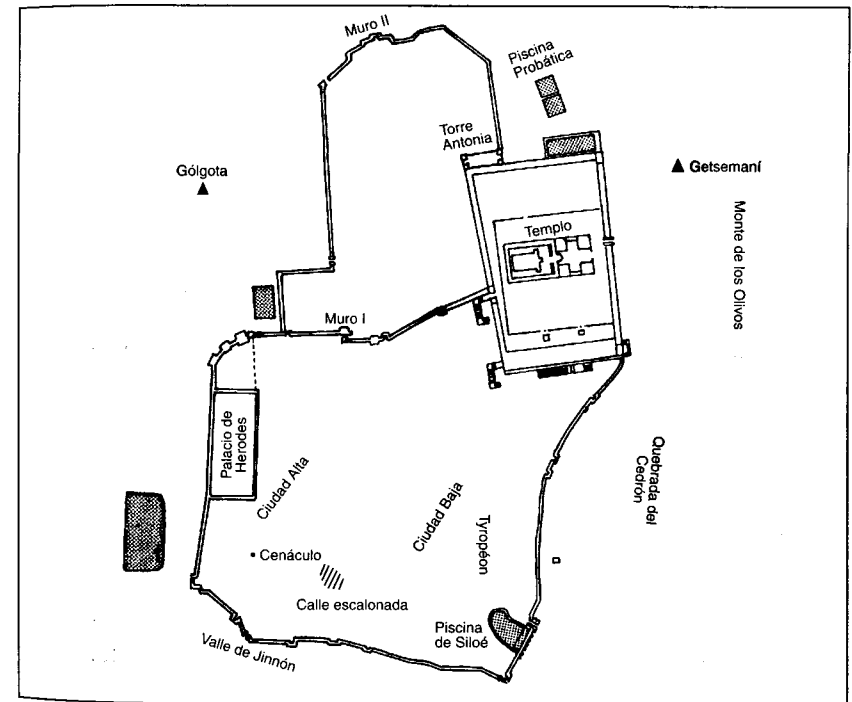 Muro II
Piscina
Probática
Torre
Antonia
Gólgota
Getsemaní
Templo
Monte de los Olivos
Muro I
Palacio de
Herodes
Ciudad Alta
Ciudad Baja
Quebrada del
Cedrón
Tyropéon
Cenáculo
Calle escalonada
Piscina
de Siloé
Valle de Jinnón